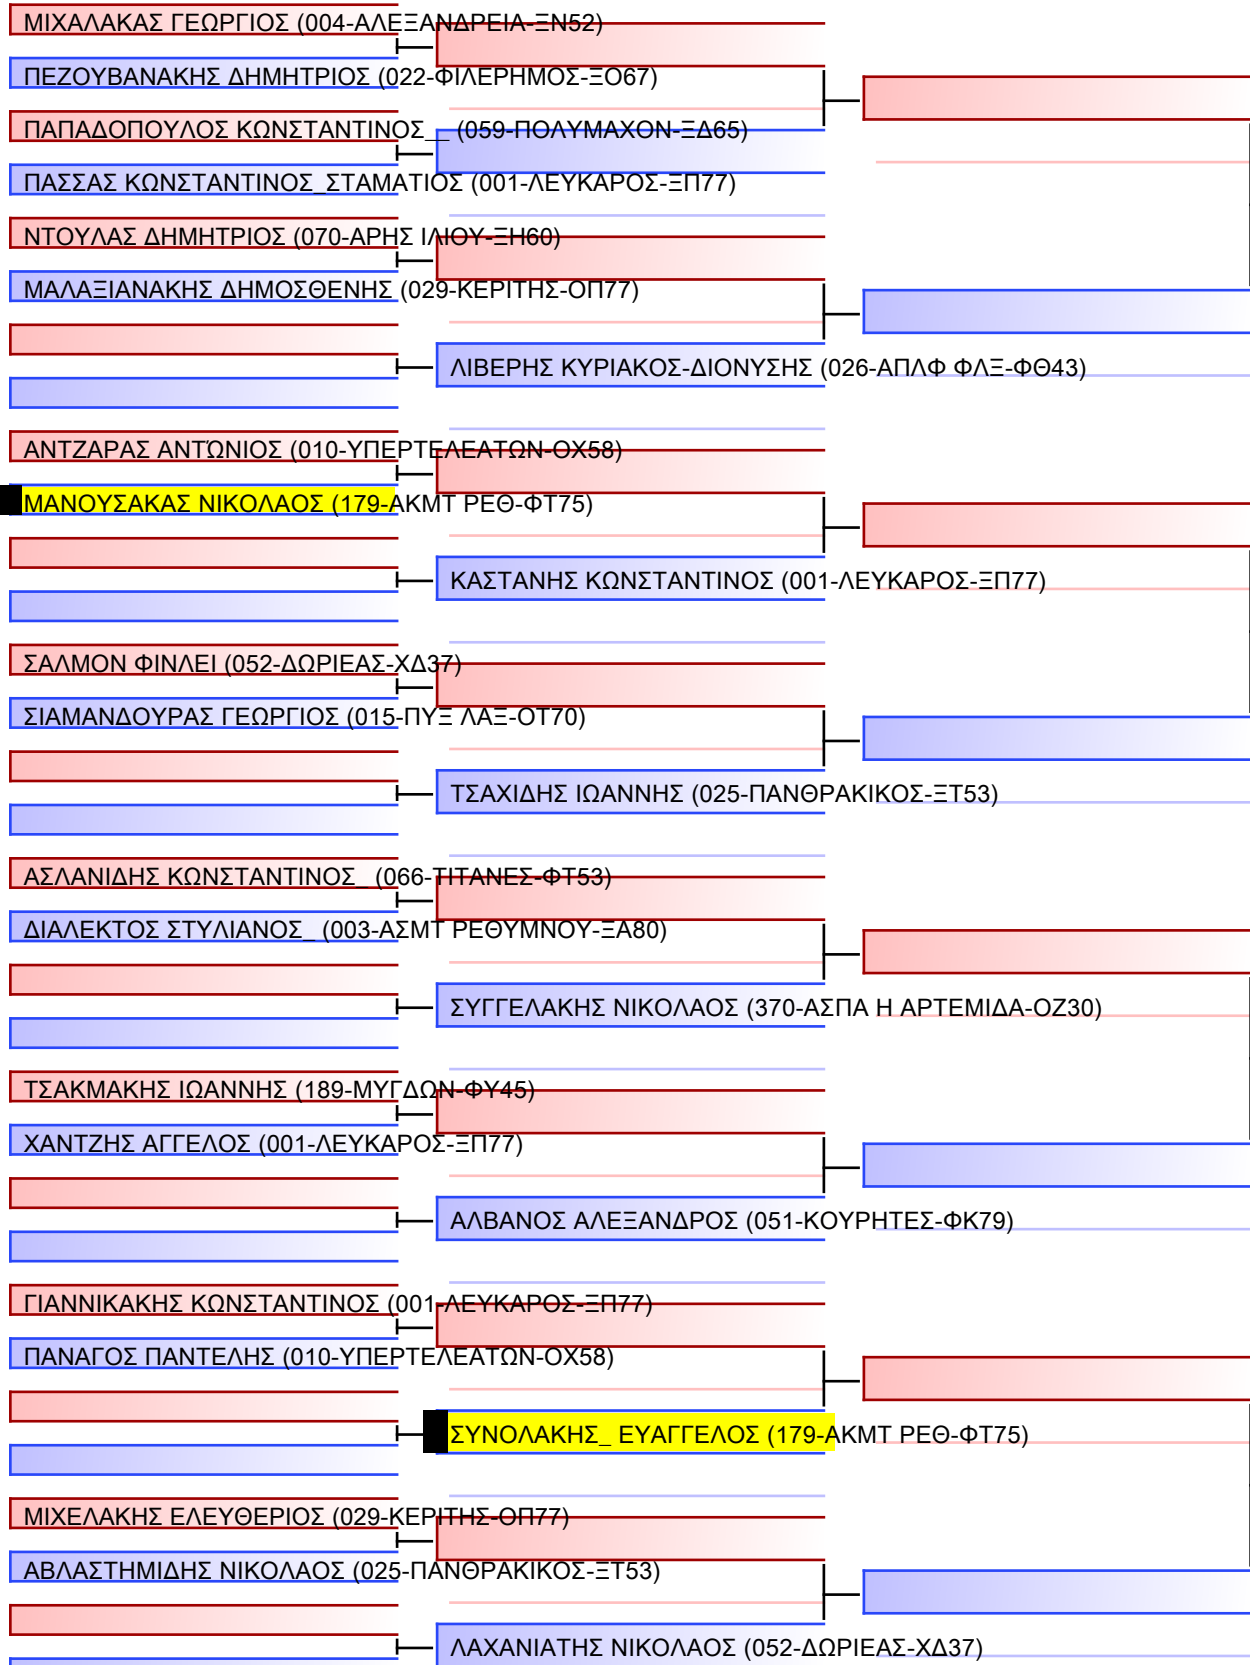 ΜΙΧΑΛΑΚΑΣ ΓΕΩΡΓΙΟΣ (004-ΑΛΕΞΑΝΔΡΕΙΑ-ΞΝ52)
ΠΕΖΟΥΒΑΝΑΚΗΣ ΔΗΜΗΤΡΙΟΣ (022-ΦΙΛΕΡΗΜΟΣ-ΞΟ67)
ΠΑΠΑΔΟΠΟΥΛΟΣ ΚΩΝΣΤΑΝΤΙΝΟΣ__ (059-ΠΟΛΥΜΑΧΟΝ-ΞΔ65)
ΠΑΣΣΑΣ ΚΩΝΣΤΑΝΤΙΝΟΣ_ΣΤΑΜΑΤΙΟΣ (001-ΛΕΥΚΑΡΟΣ-ΞΠ77)
ΝΤΟΥΛΑΣ ΔΗΜΗΤΡΙΟΣ (070-ΑΡΗΣ ΙΛΙΟΥ-ΞΗ60)
ΜΑΛΑΞΙΑΝΑΚΗΣ ΔΗΜΟΣΘΕΝΗΣ (029-ΚΕΡΙΤΗΣ-ΟΠ77)
ΛΙΒΕΡΗΣ ΚΥΡΙΑΚΟΣ-ΔΙΟΝΥΣΗΣ (026-ΑΠΛΦ ΦΛΞ-ΦΘ43)
ΑΝΤΖΑΡΑΣ ΑΝΤΏΝΙΟΣ (010-ΥΠΕΡΤΕΛΕΑΤΩΝ-ΟΧ58)
ΜΑΝΟΥΣΑΚΑΣ ΝΙΚΟΛΑΟΣ (179-ΑΚΜΤ ΡΕΘ-ΦΤ75)
ΚΑΣΤΑΝΗΣ ΚΩΝΣΤΑΝΤΙΝΟΣ (001-ΛΕΥΚΑΡΟΣ-ΞΠ77)
ΣΑΛΜΟΝ ΦΙΝΛΕΙ (052-ΔΩΡΙΕΑΣ-ΧΔ37)
ΣΙΑΜΑΝΔΟΥΡΑΣ ΓΕΩΡΓΙΟΣ (015-ΠΥΞ ΛΑΞ-ΟΤ70)
ΤΣΑΧΙΔΗΣ ΙΩΑΝΝΗΣ (025-ΠΑΝΘΡΑΚΙΚΟΣ-ΞΤ53)
ΑΣΛΑΝΙΔΗΣ ΚΩΝΣΤΑΝΤΙΝΟΣ_ (066-ΤΙΤΑΝΕΣ-ΦΤ53)
ΔΙΑΛΕΚΤΟΣ ΣΤΥΛΙΑΝΟΣ_ (003-ΑΣΜΤ ΡΕΘΥΜΝΟΥ-ΞΑ80)
ΣΥΓΓΕΛΑΚΗΣ ΝΙΚΟΛΑΟΣ (370-ΑΣΠΑ Η ΑΡΤΕΜΙΔΑ-ΟΖ30)
ΤΣΑΚΜΑΚΗΣ ΙΩΑΝΝΗΣ (189-ΜΥΓΔΩΝ-ΦΥ45)
ΧΑΝΤΖΗΣ ΑΓΓΕΛΟΣ (001-ΛΕΥΚΑΡΟΣ-ΞΠ77)
ΑΛΒΑΝΟΣ ΑΛΕΞΑΝΔΡΟΣ (051-ΚΟΥΡΗΤΕΣ-ΦΚ79)
ΓΙΑΝΝΙΚΑΚΗΣ ΚΩΝΣΤΑΝΤΙΝΟΣ (001-ΛΕΥΚΑΡΟΣ-ΞΠ77)
ΠΑΝΑΓΟΣ ΠΑΝΤΕΛΗΣ (010-ΥΠΕΡΤΕΛΕΑΤΩΝ-ΟΧ58)
ΣΥΝΟΛΑΚΗΣ_ ΕΥΑΓΓΕΛΟΣ (179-ΑΚΜΤ ΡΕΘ-ΦΤ75)
ΜΙΧΕΛΑΚΗΣ ΕΛΕΥΘΕΡΙΟΣ (029-ΚΕΡΙΤΗΣ-ΟΠ77)
ΑΒΛΑΣΤΗΜΙΔΗΣ ΝΙΚΟΛΑΟΣ (025-ΠΑΝΘΡΑΚΙΚΟΣ-ΞΤ53)
ΛΑΧΑΝΙΑΤΗΣ ΝΙΚΟΛΑΟΣ (052-ΔΩΡΙΕΑΣ-ΧΔ37)